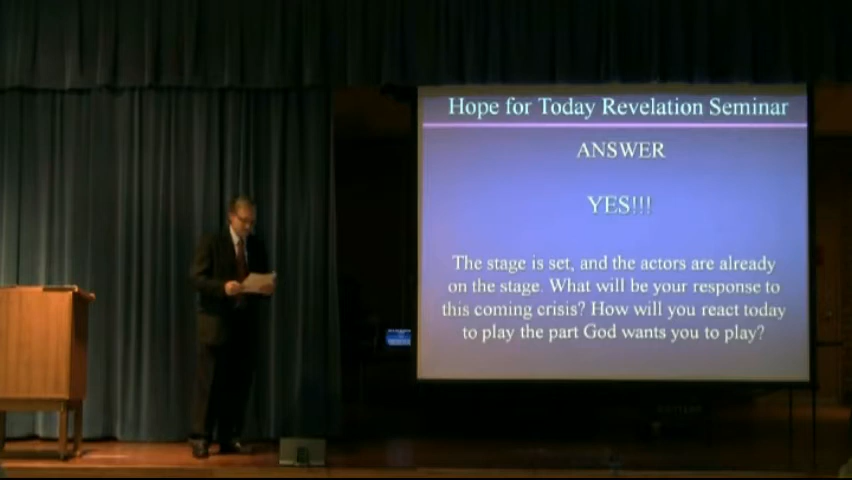 Hope for Today Revelation Seminar
ANSWER
YES!!!
The stage is set, and the actors are already
on the stage. What will be your response to
this coming crisis? How will you react today
to play the part God wants you to play?